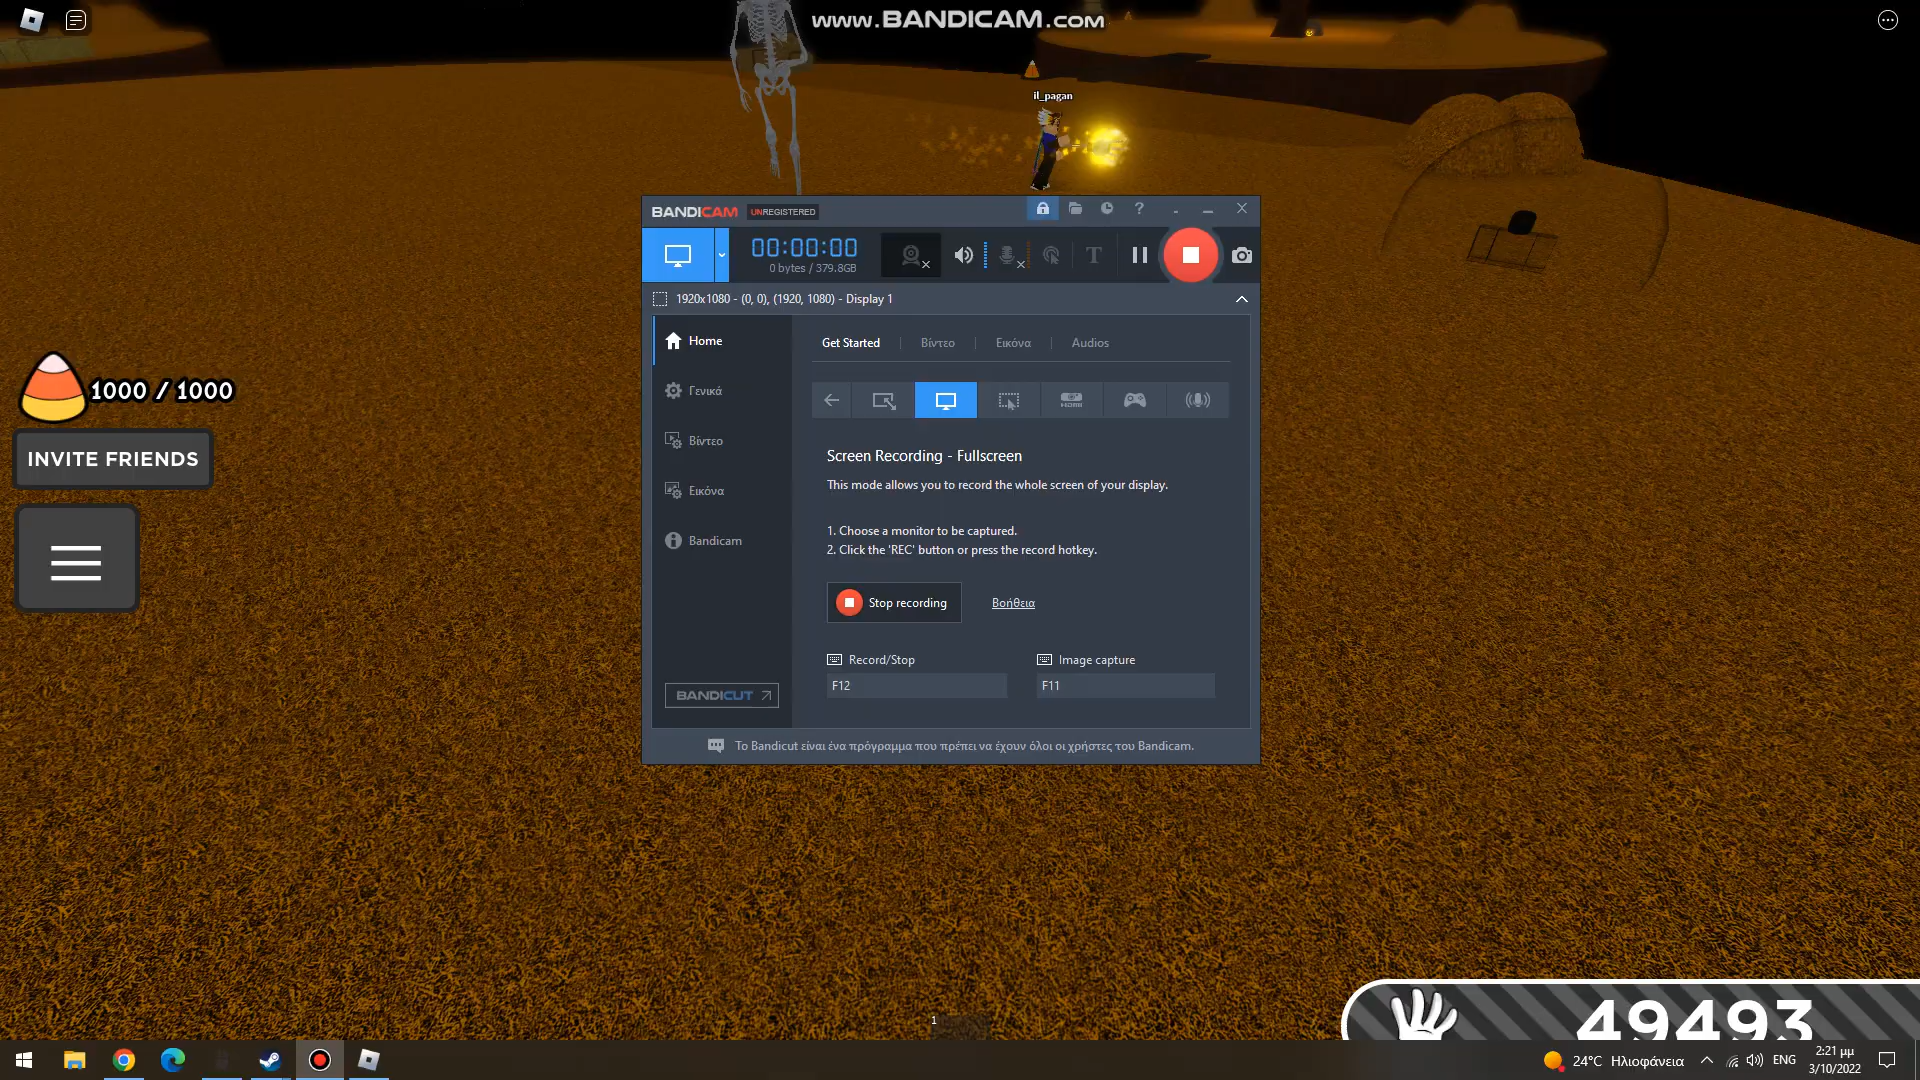 www.BANDICAM.com
il_pagan
BANDICAM UNREGISTERED
00:00:00
0 bytes / 379.8GB
1920x1080 - (0, 0), (1920, 1080) - Display 1
Home
Γενικά
Βίντεο
Εικόνα
Bandicam
BANDICUT
Get Started
Βίντεο
Εικόνα
Audios
HDMI
Screen Recording - Fullscreen
This mode allows you to record the whole screen of your display.
1. Choose a monitor to be captured.
2. Click the 'REC' button or press the record hotkey.
Stop recording
Βοήθεια
Record/Stop
Image capture
F12
F11
Το Bandicut είναι ένα πρόγραμμα που πρέπει να έχουν όλοι οι χρήστες του Bandicam.
1000 / 1000
INVITE FRIENDS
1
49493
24°C Ηλιοφάνεια
ENG
2:21 μμ
3/10/2022